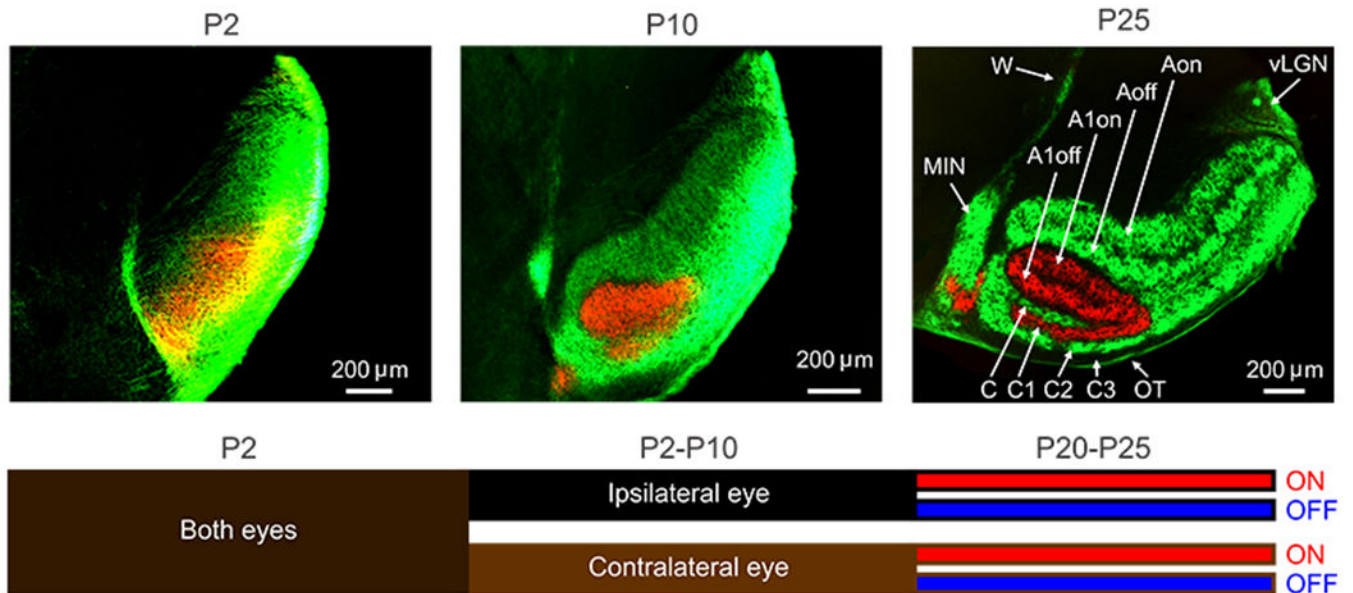 P2
P10
P25
W
Aon
vLGN
Aoff
A1on
A1off
MIN
200 µm
200 µm
200 µm
C C1 C2 C3 OT
P2
P2-P10
P20-P25
Both eyes
Ipsilateral eye
Contralateral eye
ON
OFF
ON
OFF